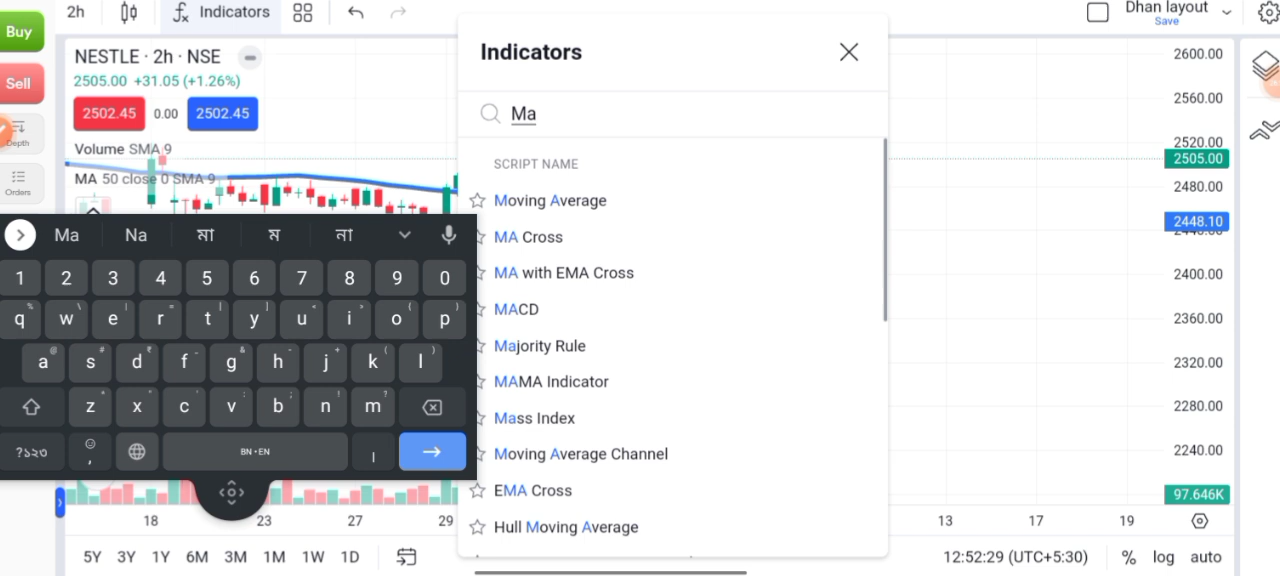 2h
Indicators
Dhan layout
Save
Buy
Sell
Depth
Orders
NESTLE · 2h · NSE
2505.00 +31.05 (+1.26%)
2502.45 0.00 2502.45
Volume SMA 9
MA 50 close 0 SMA 9
Indicators
Ma
SCRIPT NAME
Moving Average
MA Cross
MA with EMA Cross
MACD
Majority Rule
MAMA Indicator
Mass Index
Moving Average Channel
EMA Cross
Hull Moving Average
2600.00
2560.00
2520.00
2505.00
2480.00
2448.10
2400.00
2360.00
2320.00
2280.00
2240.00
97.646K
Ma Na মা ম না
1 2 3 4 5 6 7 8 9 0
q w e r t y u i o p
a s d f g h j k l
z x c v b n m
?১২৩ , BN • EN ।
18 23 27 29 13 17 19
5Y 3Y 1Y 6M 3M 1M 1W 1D
12:52:29 (UTC+5:30) % log auto